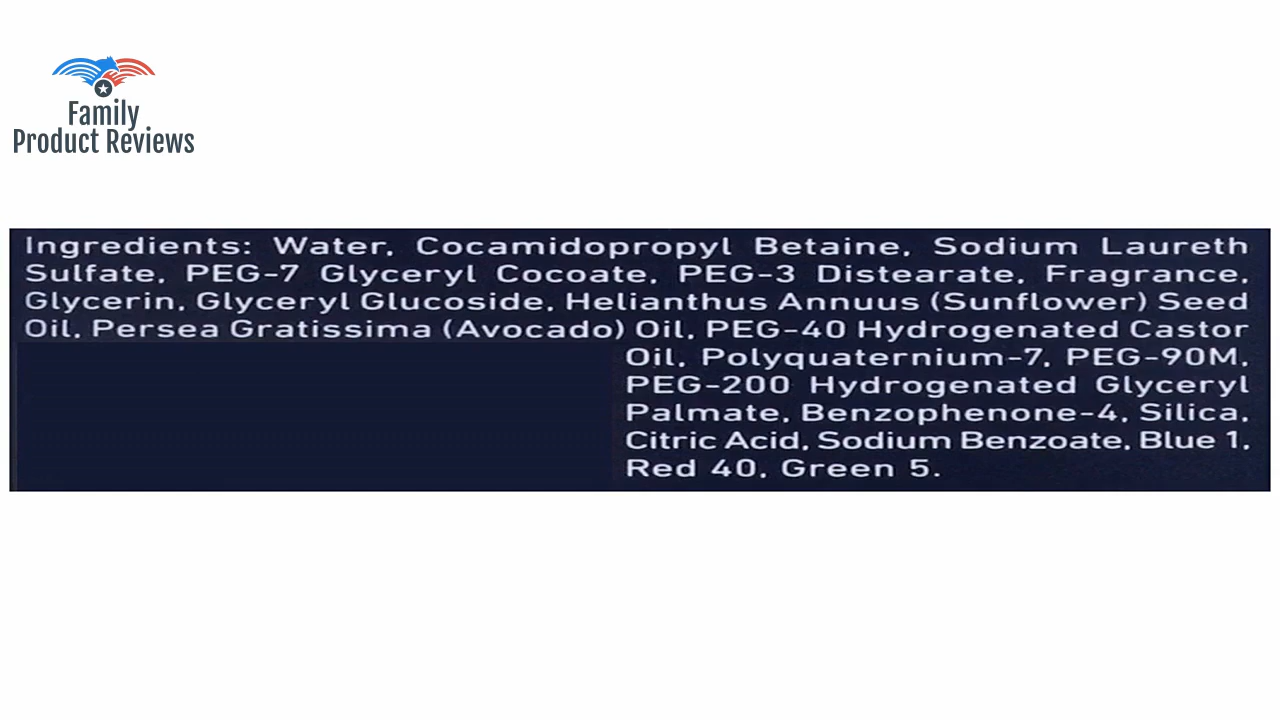 Family
Product Reviews
Ingredients: Water, Cocamidopropyl Betaine, Sodium Laureth
Sulfate, PEG-7 Glyceryl Cocoate, PEG-3 Distearate, Fragrance,
Glycerin, Glyceryl Glucoside, Helianthus Annuus (Sunflower) Seed
Oil, Persea Gratissima (Avocado) Oil, PEG-40 Hydrogenated Castor
Oil, Polyquaternium-7, PEG-90M,
PEG-200 Hydrogenated Glyceryl
Palmate, Benzophenone-4, Silica,
Citric Acid, Sodium Benzoate, Blue 1,
Red 40, Green 5.